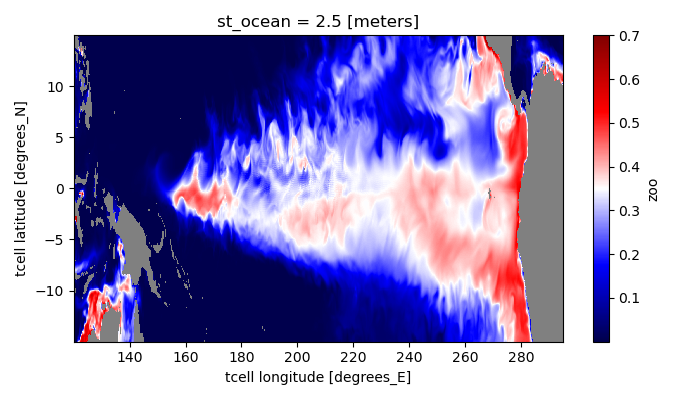 st_ocean = 2.5 [meters]
10
5
0
−5
−10
tcell latitude [degrees_N]
140 160 180 200 220 240 260 280
tcell longitude [degrees_E]
0.7
0.6
0.5
0.4
0.3
0.2
0.1
zoo